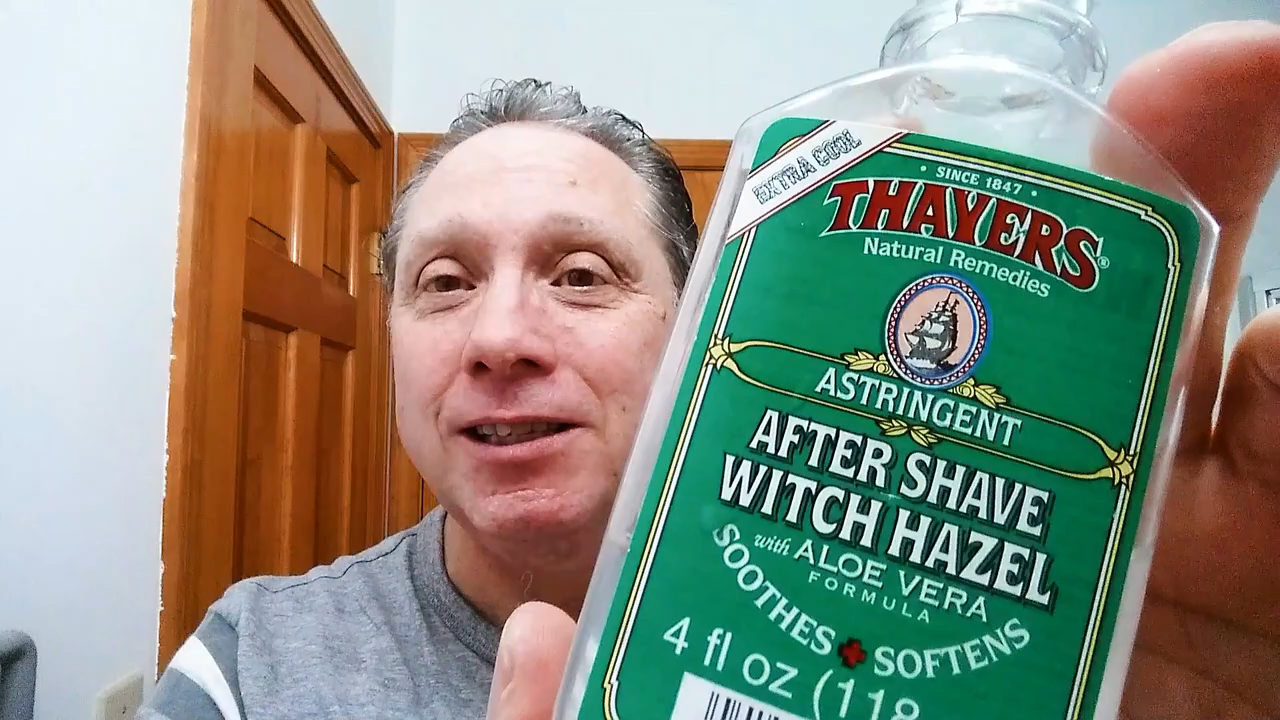 EXTRA COOL
• SINCE 1847 •
THAYERS®
Natural Remedies
ASTRINGENT
AFTER SHAVE
WITCH HAZEL
with ALOE VERA
FORMULA
SOOTHES SOFTENS
4 fl oz (118